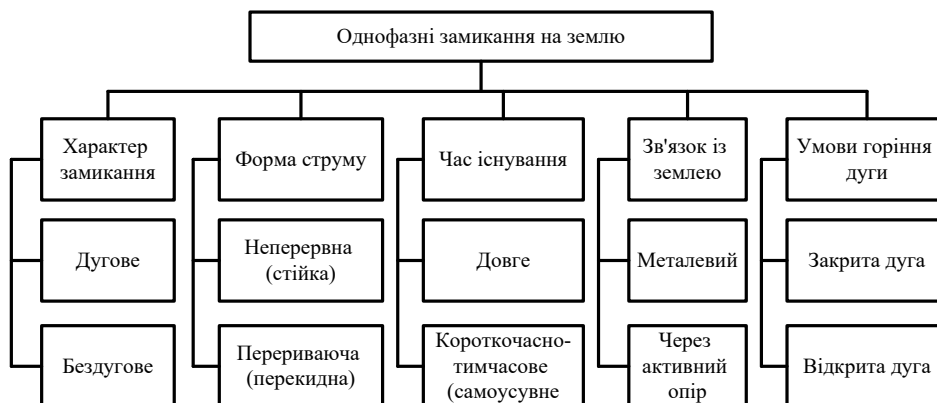 Однофазні замикання на землю
Характер
замикання
Форма струму
Час існування
Зв'язок із
землею
Умови горіння
дуги
Дугове
Неперервна
(стійка)
Довге
Металевий
Закрита дуга
Бездугове
Перериваюча
(перекидна)
Короткочасно-
тимчасове
(самоусувне
Через
активний
опір
Відкрита дуга